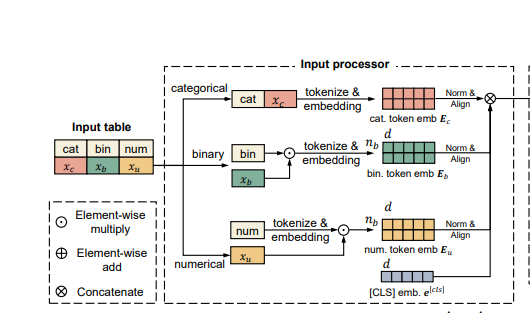 Input processor
categorical
cat x_c
tokenize &
embedding
Norm &
Align
cat. token emb E_c
Input table
cat bin num
x_c x_b x_u
binary
bin
x_b
tokenize &
embedding
d
n_b
Norm &
Align
bin. token emb E_b
Element-wise
multiply
Element-wise
add
Concatenate
numerical
num
x_u
tokenize &
embedding
d
n_b
Norm &
Align
num. token emb E_u
d
[CLS] emb. e^[cls]